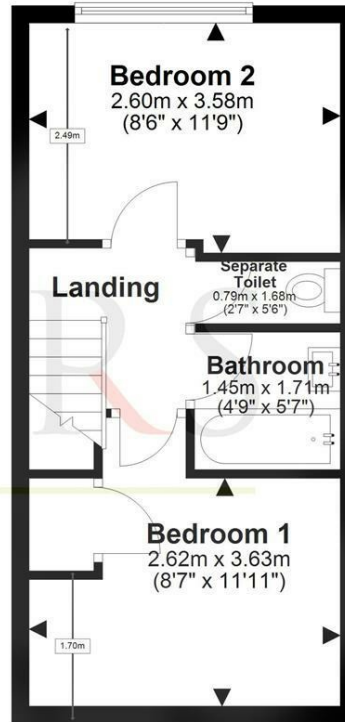 Bedroom 2
2.60m x 3.58m
(8'6" x 11'9")
2.49m
Separate
Toilet
0.79m x 1.68m
(2'7" x 5'6")
Landing
RS
Bathroom
1.45m x 1.71m
(4'9" x 5'7")
Bedroom 1
2.62m x 3.63m
(8'7" x 11'11")
1.70m